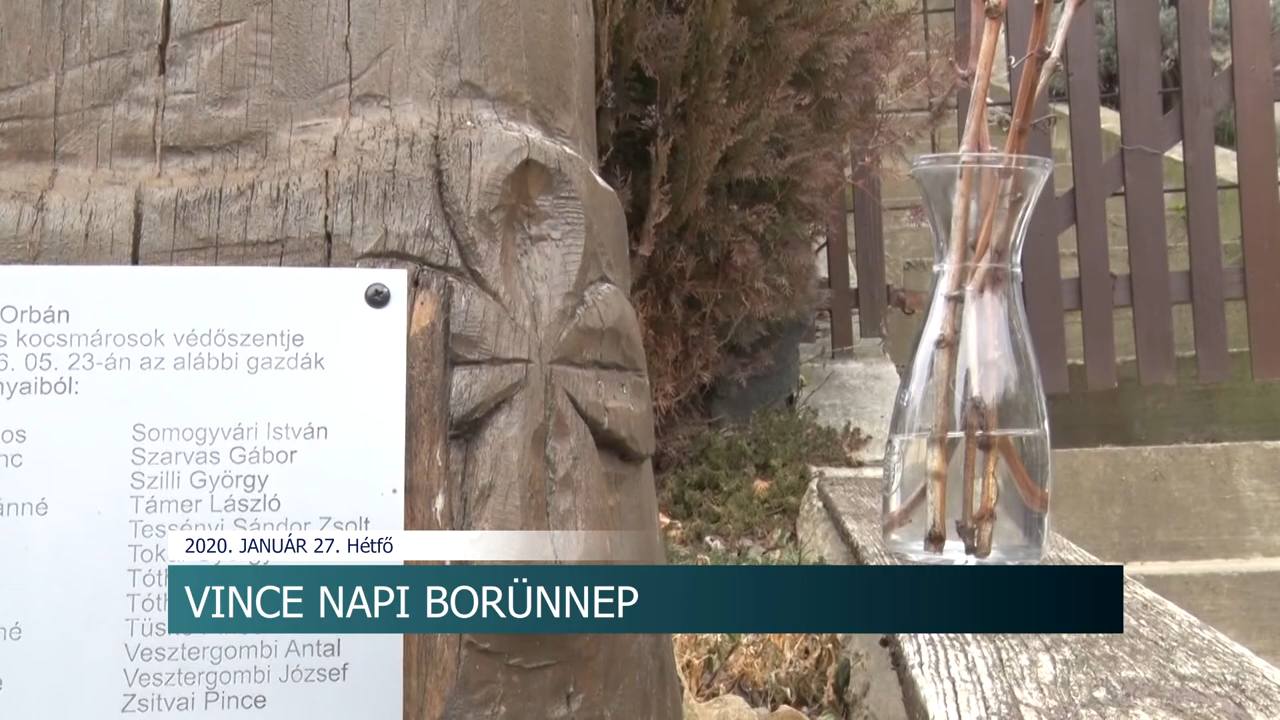 Orbán
s kocsmárosok védőszentje
6. 05. 23-án az alábbi gazdák
nyaiból:
os
nc
ánné
né
Somogyvári István
Szarvas Gábor
Szilli György
Támer László
Tessényi Sándor Zsolt
Vesztergombi Antal
Vesztergombi József
Zsitvai Pince
2020. JANUÁR 27. Hétfő
VINCE NAPI BORÜNNEP